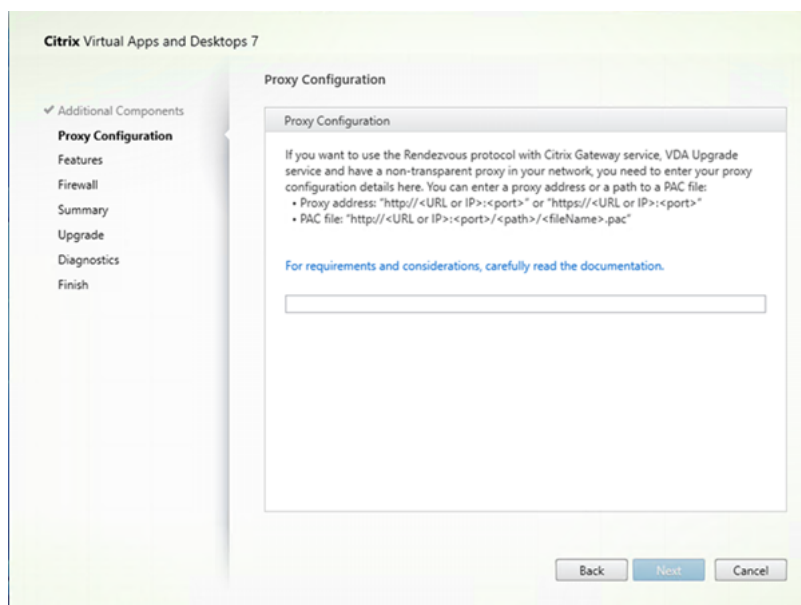 Citrix Virtual Apps and Desktops 7
Proxy Configuration
✔ Additional Components
Proxy Configuration
Features
Firewall
Summary
Upgrade
Diagnostics
Finish
Proxy Configuration
If you want to use the Rendezvous protocol with Citrix Gateway service, VDA Upgrade
service and have a non-transparent proxy in your network, you need to enter your proxy
configuration details here. You can enter a proxy address or a path to a PAC file:
• Proxy address: "http://<URL or IP>:<port>" or "https://<URL or IP>:<port>"
• PAC file: "http://<URL or IP>:<port>/<path>/<fileName>.pac"
For requirements and considerations, carefully read the documentation.
Back
Next
Cancel